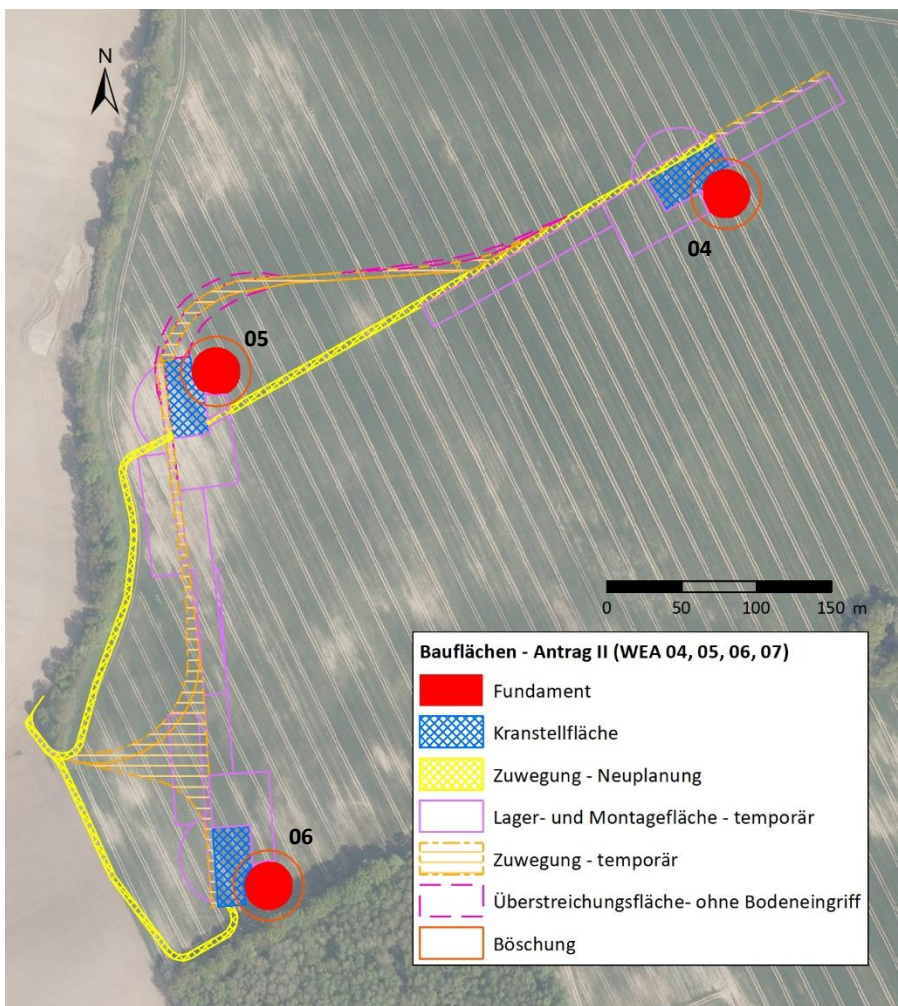 N
04
05
0 50 100 150 m
Bauflächen - Antrag II (WEA 04, 05, 06, 07)
Fundament
Kranstellfläche
Zuwegung - Neuplanung
Lager- und Montagefläche - temporär
Zuwegung - temporär
Überstreichungsfläche- ohne Bodeneingriff
Böschung
06